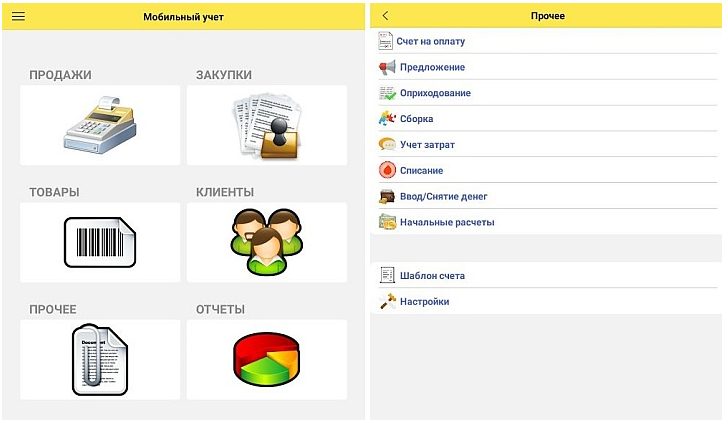 Мобильный учет
ПРОДАЖИ
ЗАКУПКИ
ТОВАРЫ
КЛИЕНТЫ
ПРОЧЕЕ
ОТЧЕТЫ
Document
Прочее
Счет на оплату
Предложение
Оприходование
Сборка
Учет затрат
Списание
Ввод/Снятие денег
Начальные расчеты
Шаблон счета
Настройки